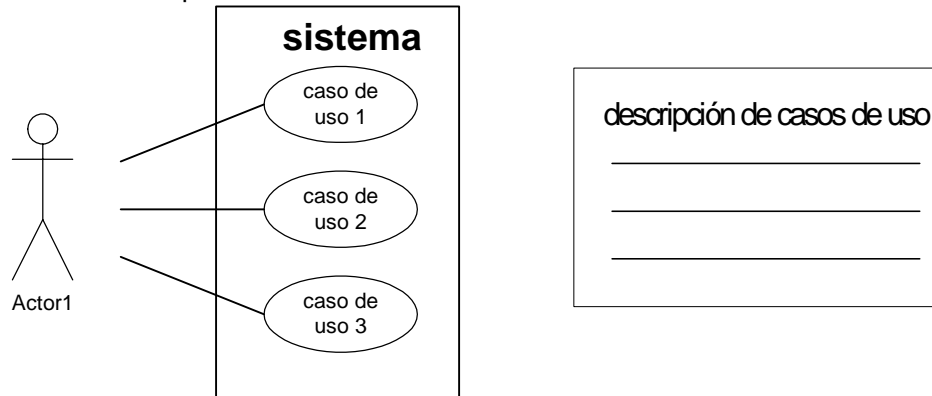 sistema
caso de
uso 1
caso de
uso 2
caso de
uso 3
Actor1
descripción de casos de uso